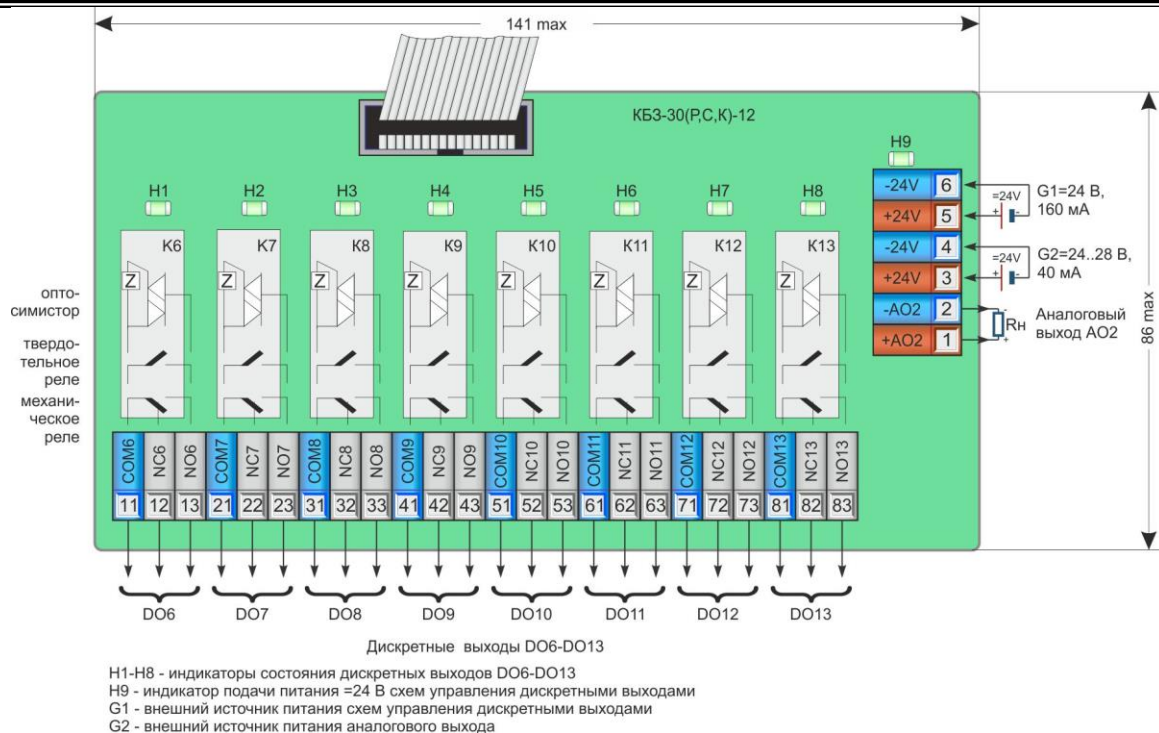 141 max
КБЗ-30(Р,С,К)-12
H9
H1 H2 H3 H4 H5 H6 H7 H8
-24V 6
+24V 5
-24V 4
+24V 3
-AO2 2
+AO2 1
=24V
+ -
G1=24 В,
160 мА
=24V
+ -
G2=24..28 В,
40 мА
-
Rн
+
Аналоговый
выход АО2
86 max
K6 K7 K8 K9 K10 K11 K12 K13
Z Z Z Z Z Z Z Z
опто-
симистор
твердо-
тельное
реле
механи-
ческое
реле
COM6 NC6 NO6 COM7 NC7 NO7 COM8 NC8 NO8 COM9 NC9 NO9 COM10 NC10 NO10 COM11 NC11 NO11 COM12 NC12 NO12 COM13 NC13 NO13
11 12 13 21 22 23 31 32 33 41 42 43 51 52 53 61 62 63 71 72 73 81 82 83
DO6 DO7 DO8 DO9 DO10 DO11 DO12 DO13
Дискретные выходы DO6-DO13
H1-H8 - индикаторы состояния дискретных выходов DO6-DO13
H9 - индикатор подачи питания =24 В схем управления дискретными выходами
G1 - внешний источник питания схем управления дискретными выходами
G2 - внешний источник питания аналогового выхода